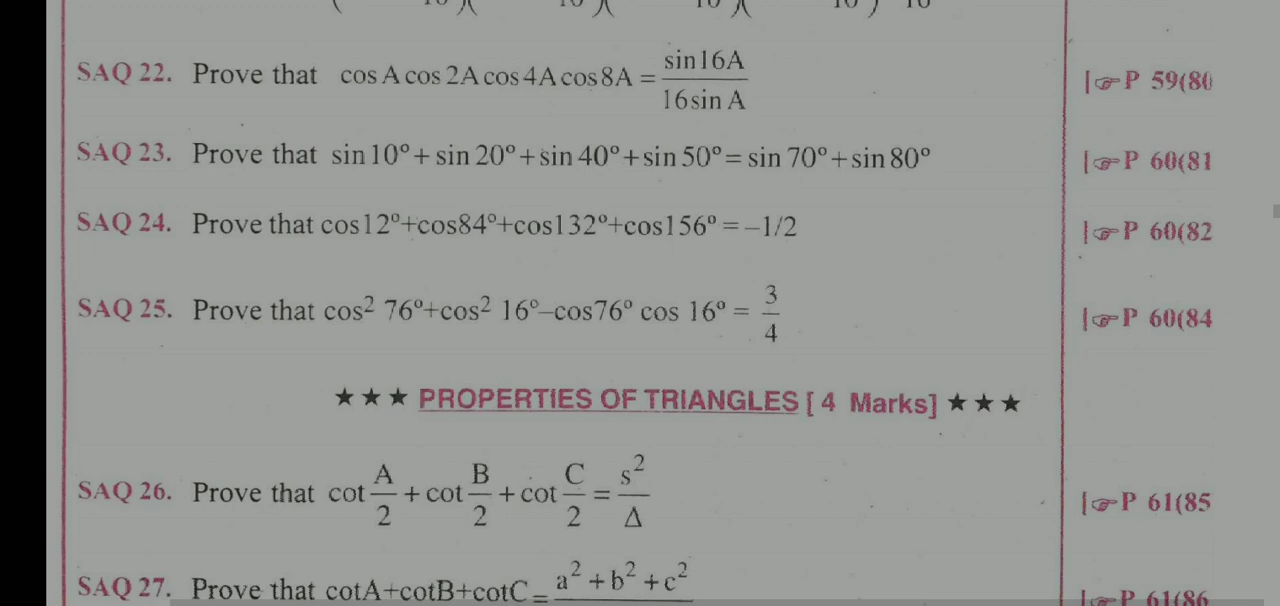 SAQ 22. Prove that cos A cos 2A cos 4A cos 8A = sin16A / 16 sin A |☞P 59(80
SAQ 23. Prove that sin 10° + sin 20° + sin 40° + sin 50° = sin 70° + sin 80° |☞P 60(81
SAQ 24. Prove that cos12°+cos84°+cos132°+cos156° = –1/2 |☞P 60(82
SAQ 25. Prove that cos² 76°+cos² 16°–cos76° cos 16° = 3/4 |☞P 60(84
★★★ PROPERTIES OF TRIANGLES [ 4 Marks] ★★★
SAQ 26. Prove that cot A/2 + cot B/2 + cot C/2 = s²/Δ |☞P 61(85
SAQ 27. Prove that cotA+cotB+cotC = a² + b² + c² |☞P 61(86